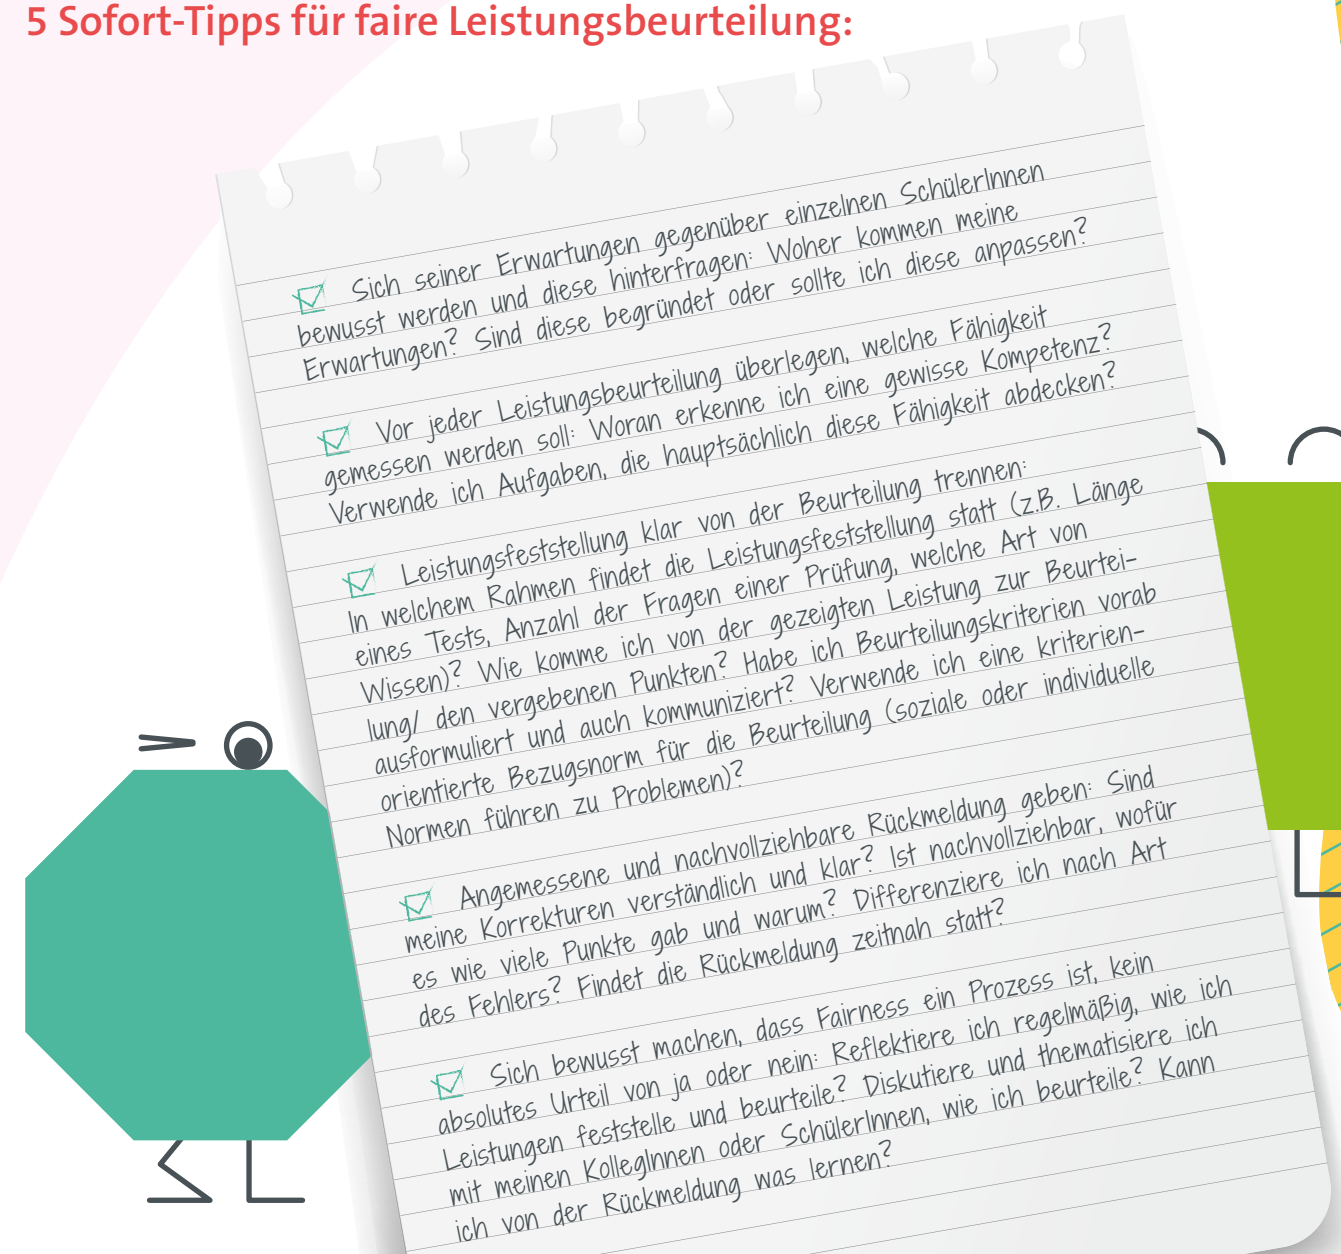 5 Sofort-Tipps für faire Leistungsbeurteilung:
Sich seiner Erwartungen gegenüber einzelnen SchülerInnen
bewusst werden und diese hinterfragen: Woher kommen meine
Erwartungen? Sind diese begründet oder sollte ich diese anpassen?
Vor jeder Leistungsbeurteilung überlegen, welche Fähigkeit
gemessen werden soll: Woran erkenne ich eine gewisse Kompetenz?
Verwende ich Aufgaben, die hauptsächlich diese Fähigkeit abdecken?
Leistungsfeststellung klar von der Beurteilung trennen:
In welchem Rahmen findet die Leistungsfeststellung statt (z.B. Länge
eines Tests, Anzahl der Fragen einer Prüfung, welche Art von
Wissen)? Wie komme ich von der gezeigten Leistung zur Beurtei-
lung/ den vergebenen Punkten? Habe ich Beurteilungskriterien vorab
ausformuliert und auch kommuniziert? Verwende ich eine kriterien-
orientierte Bezugsnorm für die Beurteilung (soziale oder individuelle
Normen führen zu Problemen)?
Angemessene und nachvollziehbare Rückmeldung geben: Sind
meine Korrekturen verständlich und klar? Ist nachvollziehbar, wofür
es wie viele Punkte gab und warum? Differenziere ich nach Art
des Fehlers? Findet die Rückmeldung zeitnah statt?
Sich bewusst machen, dass Fairness ein Prozess ist, kein
absolutes Urteil von ja oder nein: Reflektiere ich regelmäßig, wie ich
Leistungen feststelle und beurteile? Diskutiere und thematisiere ich
mit meinen KollegInnen oder SchülerInnen, wie ich beurteile? Kann
ich von der Rückmeldung was lernen?